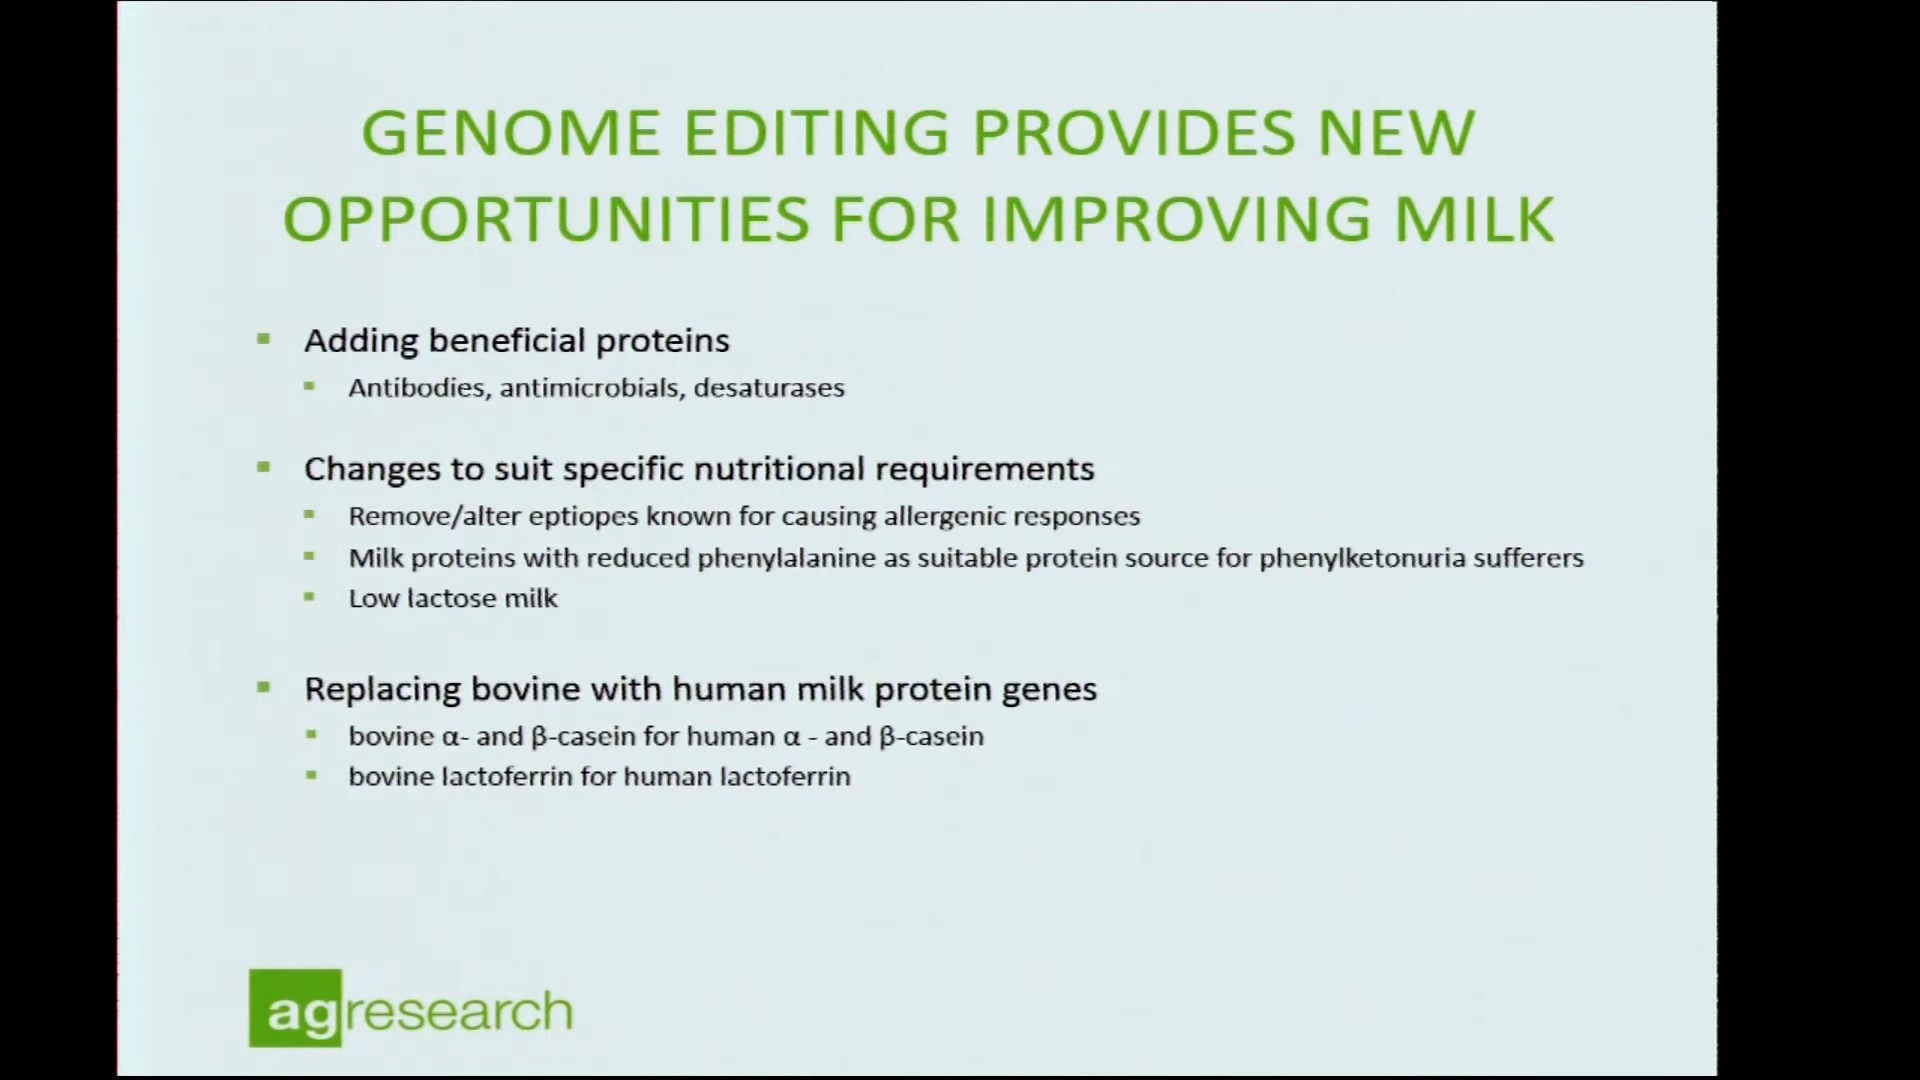 GENOME EDITING PROVIDES NEW
OPPORTUNITIES FOR IMPROVING MILK
Adding beneficial proteins
Antibodies, antimicrobials, desaturases
Changes to suit specific nutritional requirements
Remove/alter eptiopes known for causing allergenic responses
Milk proteins with reduced phenylalanine as suitable protein source for phenylketonuria sufferers
Low lactose milk
Replacing bovine with human milk protein genes
bovine α- and β-casein for human α - and β-casein
bovine lactoferrin for human lactoferrin
agresearch